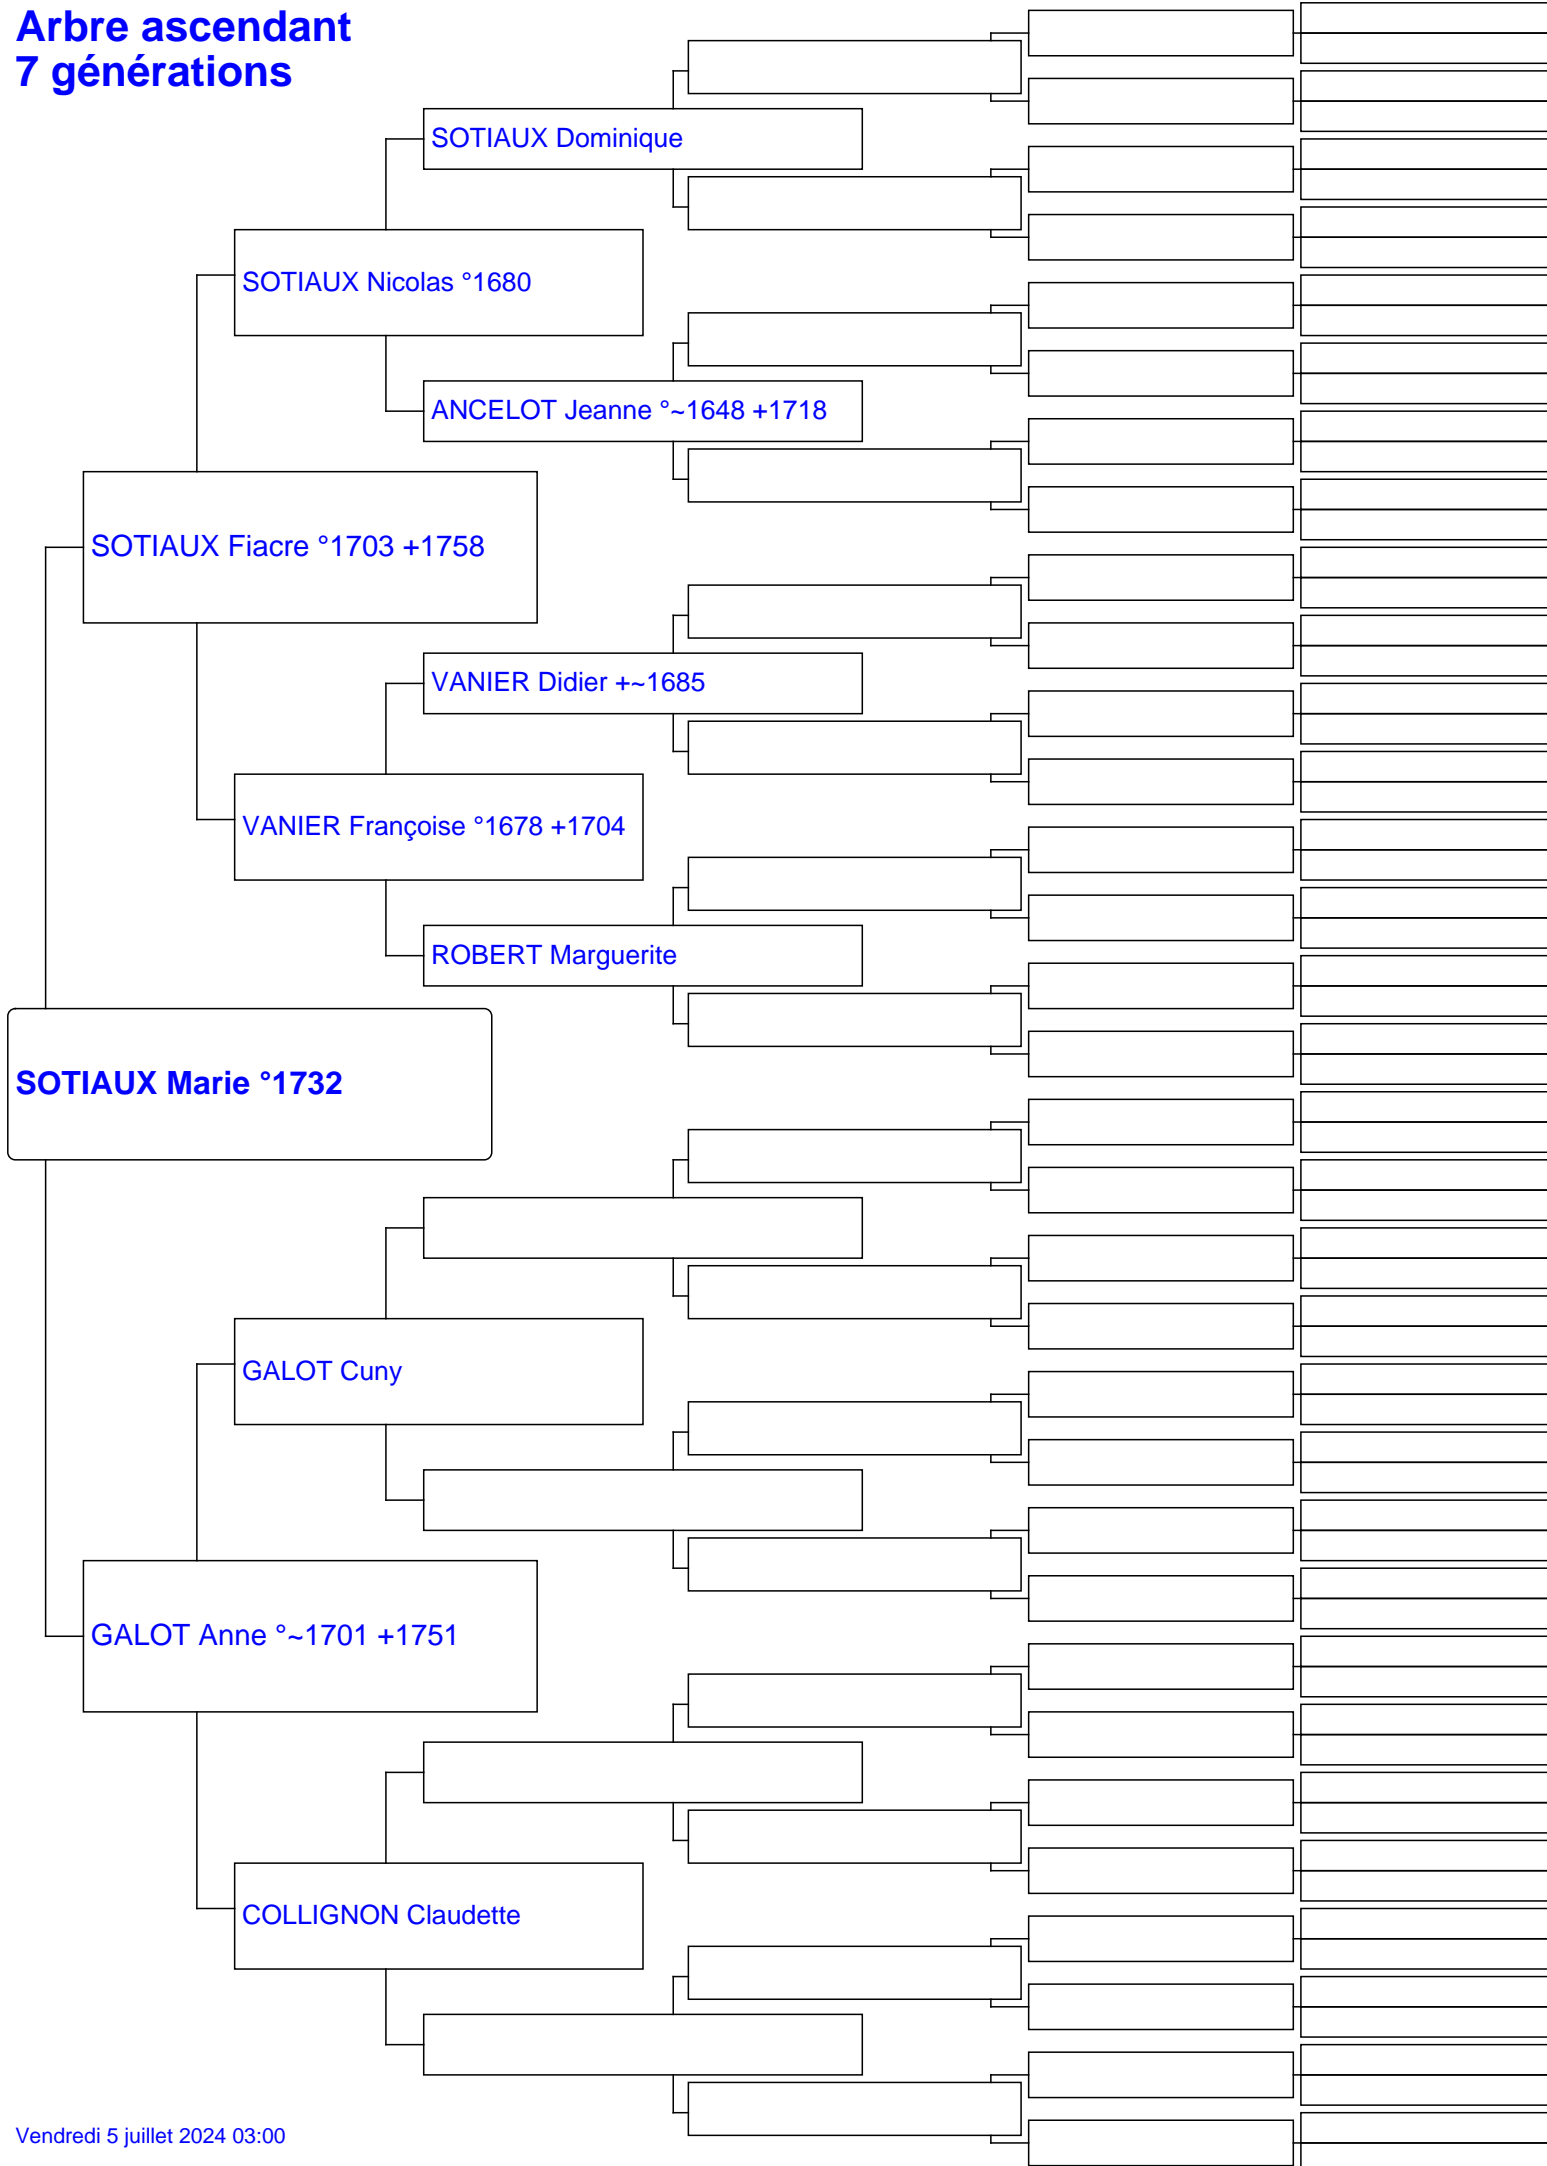 Arbre ascendant
7 générations
SOTIAUX Dominique
SOTIAUX Nicolas °1680
ANCELOT Jeanne °~1648 +1718
SOTIAUX Fiacre °1703 +1758
VANIER Didier +~1685
VANIER Françoise °1678 +1704
ROBERT Marguerite
SOTIAUX Marie °1732
GALOT Cuny
GALOT Anne °~1701 +1751
COLLIGNON Claudette
Vendredi 5 juillet 2024 03:00